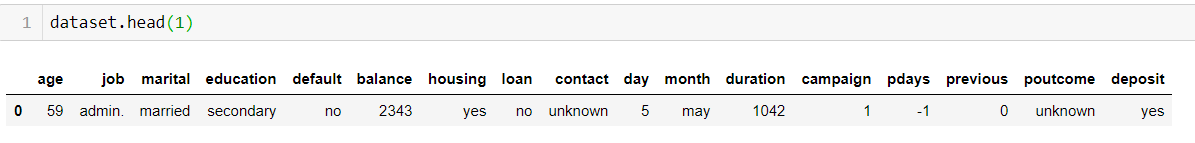 1 dataset.head(1)
age job marital education default balance housing loan contact day month duration campaign pdays previous poutcome deposit
0 59 admin. married secondary no 2343 yes no unknown 5 may 1042 1 -1 0 unknown yes